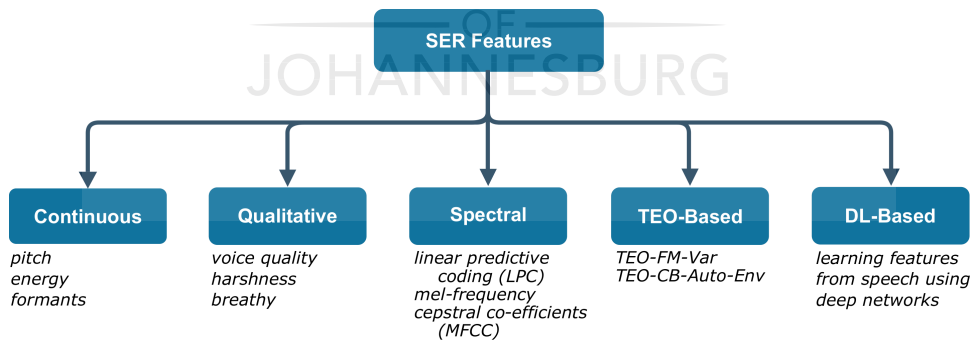 OF
JOHANNESBURG
SER Features
Continuous
pitch
energy
formants
Qualitative
voice quality
harshness
breathy
Spectral
linear predictive
coding (LPC)
mel-frequency
cepstral co-efficients
(MFCC)
TEO-Based
TEO-FM-Var
TEO-CB-Auto-Env
DL-Based
learning features
from speech using
deep networks